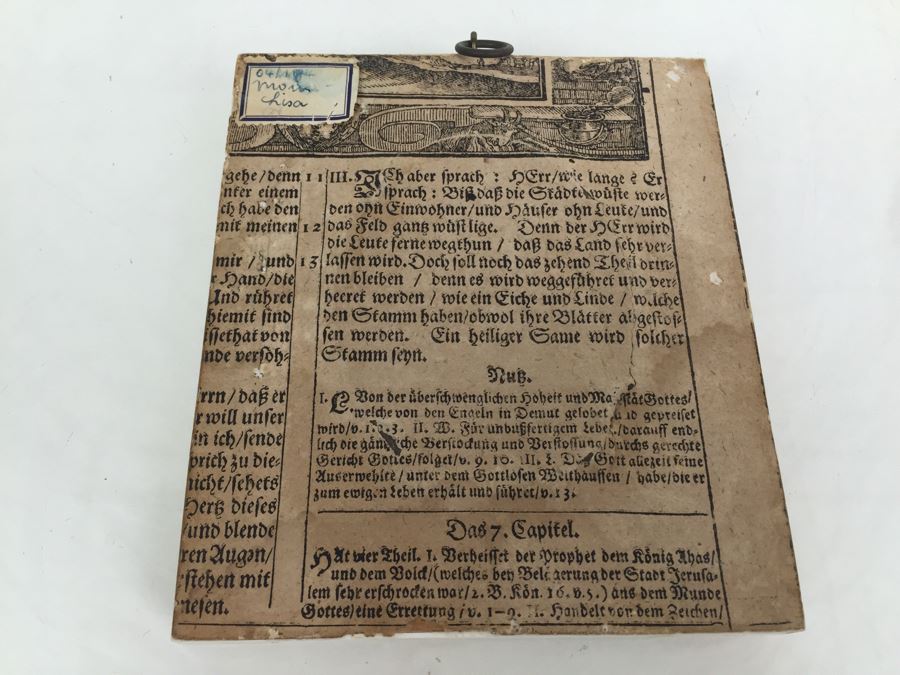 Mona
Lisa
gehe/denn
nter einem
ch habe den
mit meinen
mir / und
r Hand/die
Und rühret
hiemit sind
ssethat von
nde versöh-
rrn / daß er
r will unser
in ich/sende
prich zu die-
nicht/sehets
Hertz dieses
/und blende
ren Augen/
stehen mit
nesen.
11 III. ICh aber sprach : HErr/wie lange? Er
sprach : Biß daß die Städte wüste wer-
den ohn Einwohner/und Häuser ohn Leute/und
12 das Feld gantz wüst lige. Denn der HErr wird
die Leute ferne wegthun / daß das Land sehr ver-
13 lassen wird. Doch soll noch das zehend Theil drin-
nen bleiben / denn es wird weggeführet und ver-
heeret werden / wie ein Eiche und Linde / welche
den Stamm haben/obwol ihre Blätter abgestos-
sen werden. Ein heiliger Same wird solcher
Stamm seyn.
Nutz.
I. L. Von der überschwenglichen Hoheit und Majestät Gottes/
welche von den Engeln in Demut gelobet und gepreiset
wird/v. 1.2.3. II. W. Für unbußfertigem Leben/darauff end-
lich die gäntzliche Verstockung und Verstossung/durchs gerechte
Gericht Gottes/folget/v. 9. 10. III. L. Daß Gott allezeit seine
Auserwehlte / unter dem Gottlosen Welthauffen / habe/die er
zum ewigen Leben erhält und führet/v. 13.
Das 7. Capitel.
HAt vier Theil. I. Verheisset der Prophet dem König Ahas/
und dem Volck/(welches bey Belägerung der Stadt Jerusa-
lem sehr erschrocken war/2. B. Kön. 16. v. 5.) aus dem Munde
Gottes/eine Errettung/v. 1-9. II. Handelt von dem Zeichen/